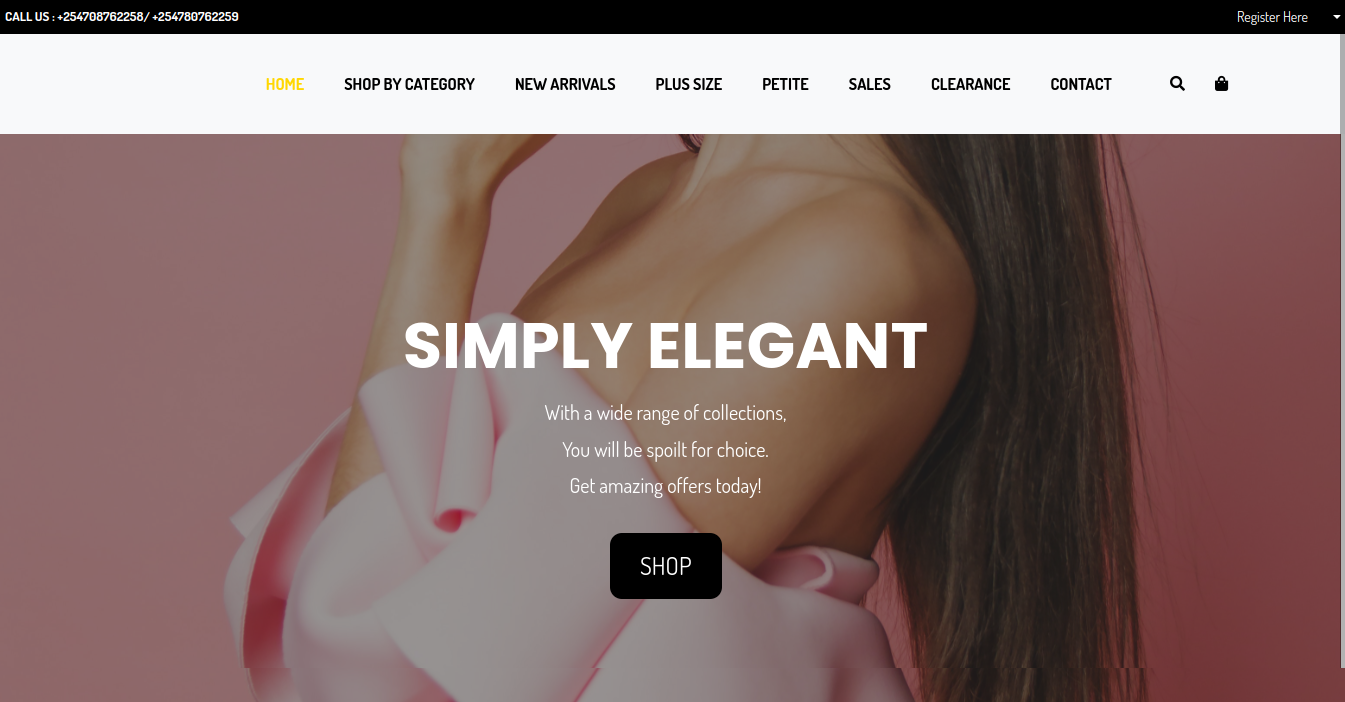 CALL US : +254708762258/ +254780762259
Register Here
HOME SHOP BY CATEGORY NEW ARRIVALS PLUS SIZE PETITE SALES CLEARANCE CONTACT
SIMPLY ELEGANT
With a wide range of collections,
You will be spoilt for choice.
Get amazing offers today!
SHOP